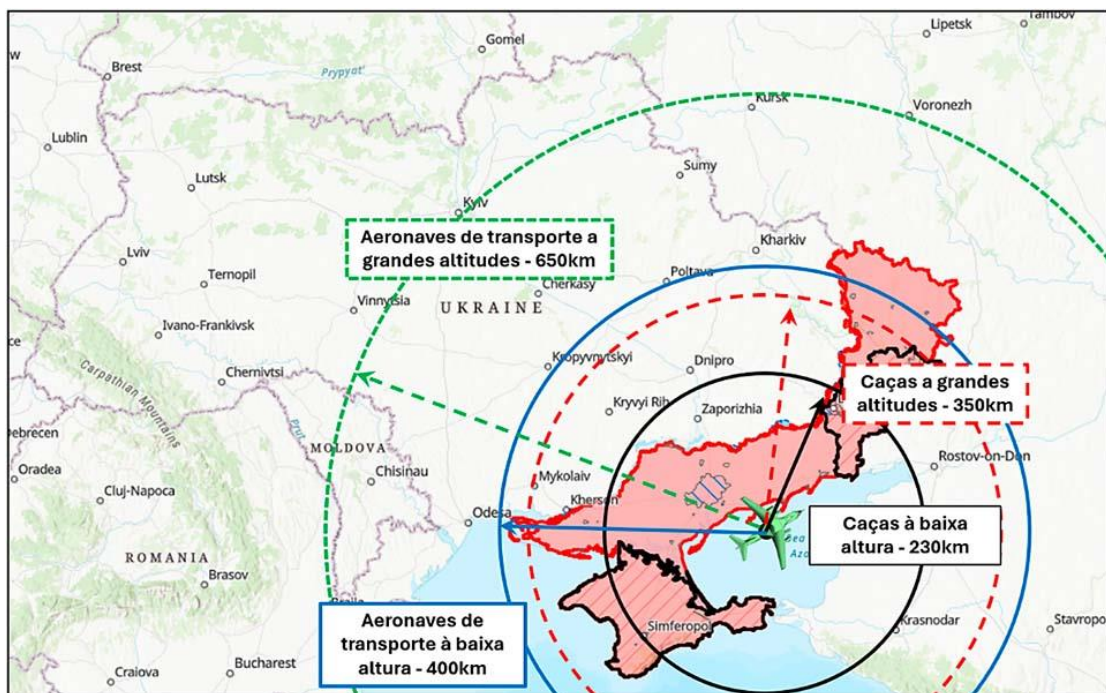 Tambov
Lipetsk
Gomel
Brest
Prypyat'
Kursk
Voronezh
Lublin
Sumy
Lutsk
Kyiv
Aeronaves de transporte a
grandes altitudes - 650km
Kharkiv
Lviv
Ternopil
Poltava
Cherkasy
Vinnytsia
UKRAINE
Ivano-Frankivsk
Carpathian Mountains
Chernivtsi
Kropyvnytskyi
Dnipro
Caças a grandes
altitudes - 350km
Kryvyi Rih
Zaporizhia
Prut
MOLDOVA
Debrecen
Oradea
Chisinau
Rostov-on-Don
Cluj-Napoca
Mykolaiv
Kherson
Odesa
Caças à baixa
altura - 230km
ROMANIA
Brasov
Aeronaves de
transporte à baixa
altura - 400km
Simferopol
Krasnodar
Stavropo
Craiova
Bucharest